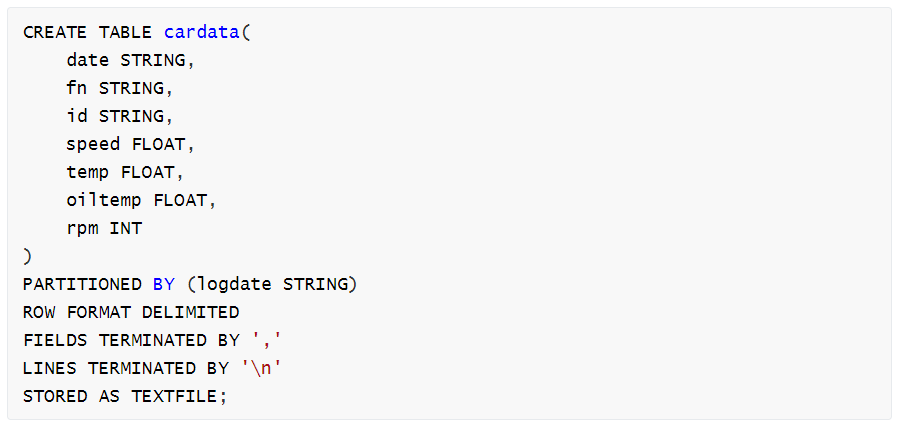 CREATE TABLE cardata(
    date STRING,
    fn STRING,
    id STRING,
    speed FLOAT,
    temp FLOAT,
    oiltemp FLOAT,
    rpm INT
)
PARTITIONED BY (logdate STRING)
ROW FORMAT DELIMITED
FIELDS TERMINATED BY ','
LINES TERMINATED BY '\n'
STORED AS TEXTFILE;